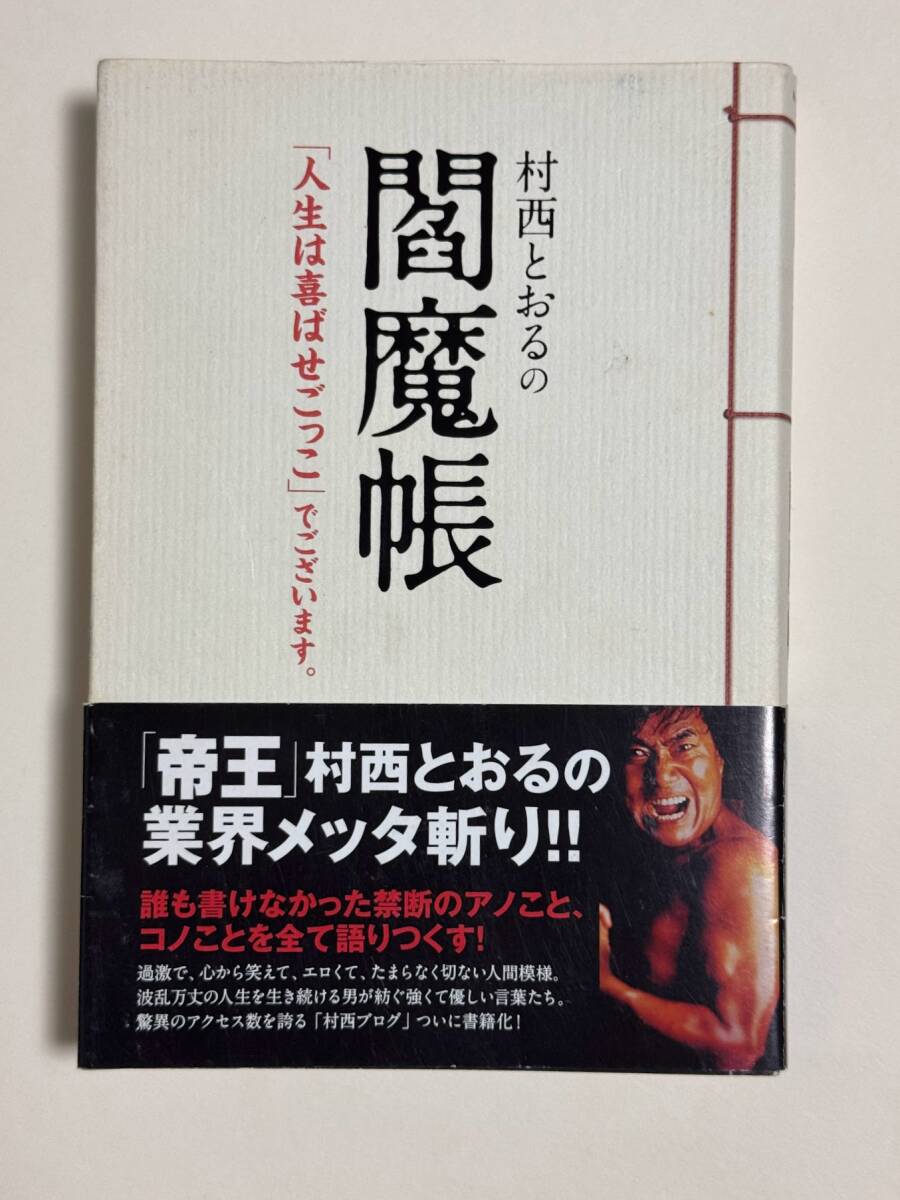 村西とおるの
閻魔帳
「人生は喜ばせごっこ」でございます。
「帝王」村西とおるの
業界メッタ斬り!!
誰も書けなかった禁断のアノこと、
コノことを全て語りつくす!
過激で、心から笑えて、エロくて、たまらなく切ない人間模様。
波乱万丈の人生を生き続ける男が紡ぐ強くて優しい言葉たち。
驚異のアクセス数を誇る「村西ブログ」ついに書籍化!